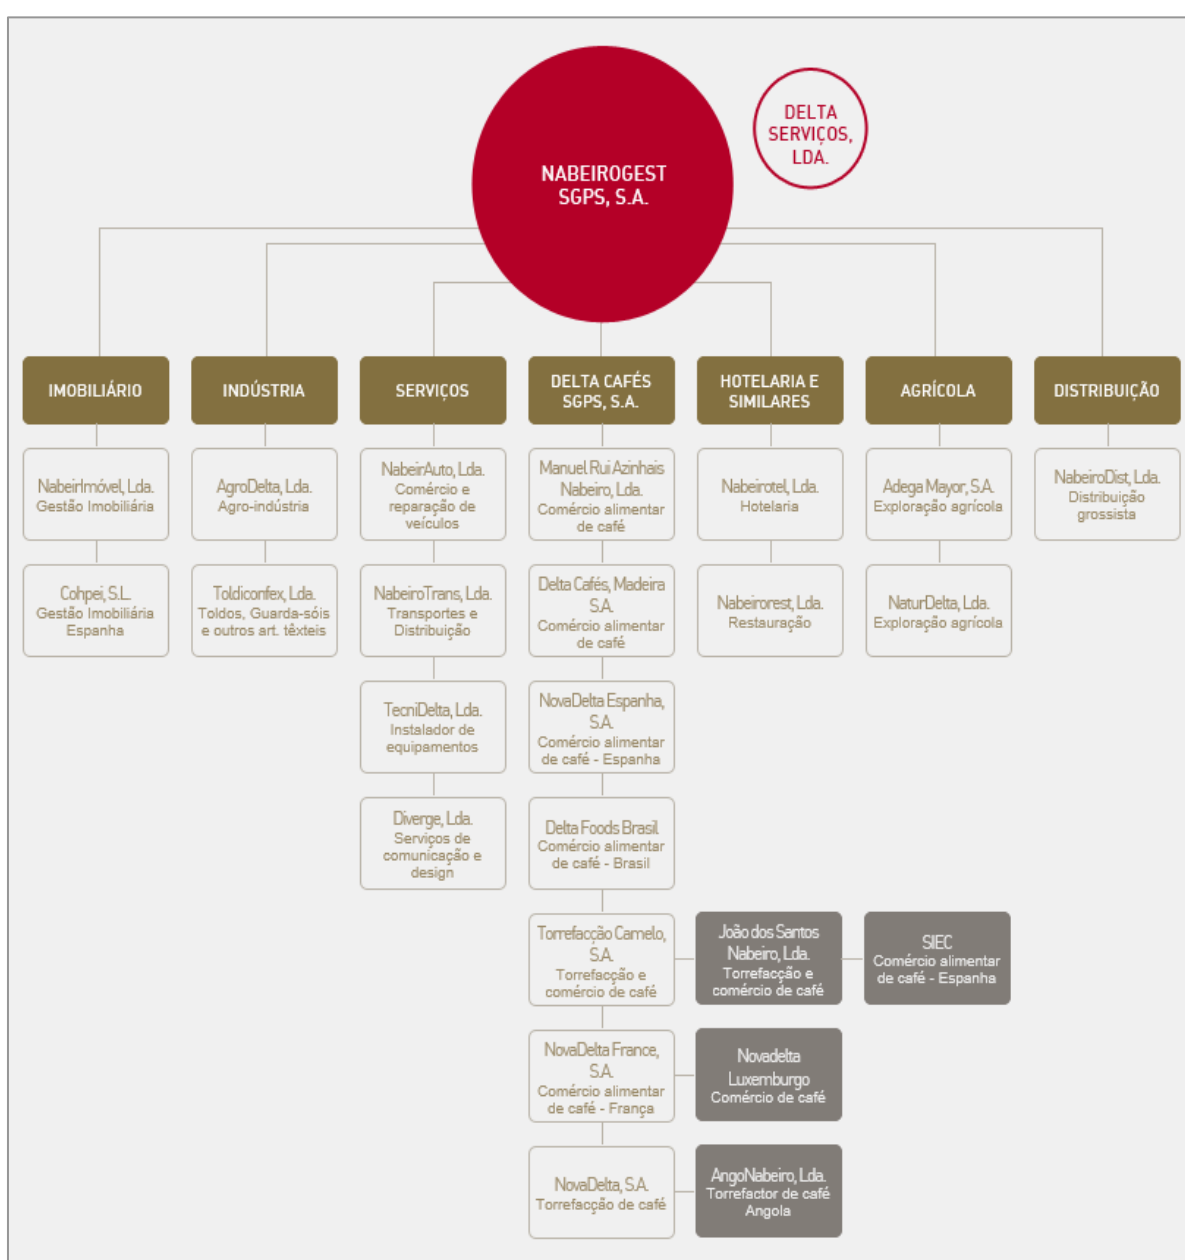 NABEIROGEST
SGPS, S.A.
DELTA
SERVIÇOS,
LDA.
IMOBILIÁRIO
INDÚSTRIA
SERVIÇOS
DELTA CAFÉS
SGPS, S.A.
HOTELARIA E
SIMILARES
AGRÍCOLA
DISTRIBUIÇÃO
NabeirImóvel, Lda.
Gestão Imobiliária
AgroDelta, Lda.
Agro-indústria
NabeirAuto, Lda.
Comércio e
reparação de
veículos
Manuel Rui Azinhais
Nabeiro, Lda.
Comércio alimentar
de café
Nabeirotel, Lda.
Hotelaria
Adega Mayor, S.A.
Exploração agrícola
NabeiroDist, Lda.
Distribuição
grossista
Cohpei, S.L.
Gestão Imobiliária
Espanha
Toldiconfex, Lda.
Toldos, Guarda-sóis
e outros art. têxteis
NabeiroTrans, Lda.
Transportes e
Distribuição
Delta Cafés, Madeira
S.A.
Comércio alimentar
de café
Nabeirorest, Lda.
Restauração
NaturDelta, Lda.
Exploração agrícola
TecniDelta, Lda.
Instalador de
equipamentos
NovaDelta Espanha,
S.A.
Comércio alimentar
de café - Espanha
Diverge, Lda.
Serviços de
comunicação e
design
Delta Foods Brasil
Comércio alimentar
de café - Brasil
Torrefacção Camelo,
S.A.
Torrefacção e
comércio de café
João dos Santos
Nabeiro, Lda.
Torrefacção e
comércio de café
SIEC
Comércio alimentar
de café - Espanha
NovaDelta France,
S.A.
Comércio alimentar
de café - França
Novadelta
Luxemburgo
Comércio de café
NovaDelta, S.A.
Torrefacção de café
AngoNabeiro, Lda.
Torrefactor de café
Angola